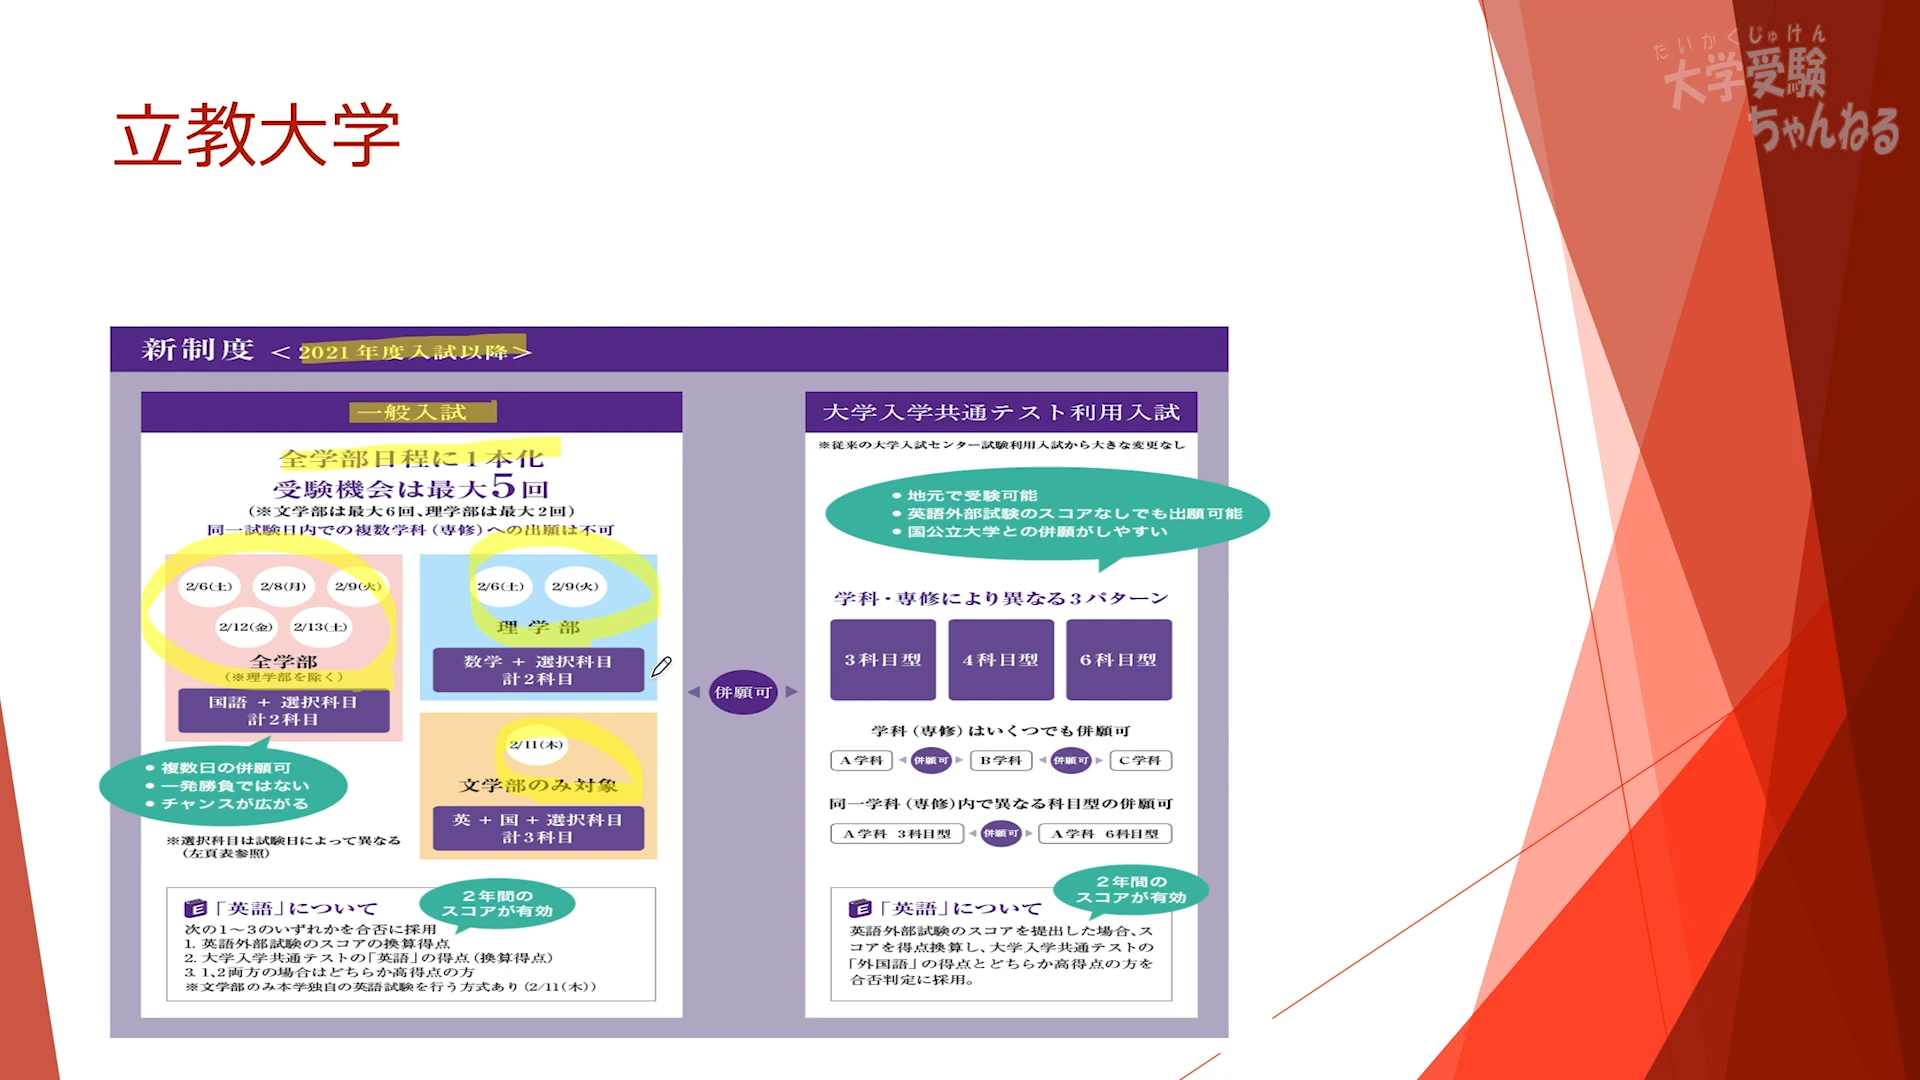 たいがくじゅけん
大学受験
ちゃんねる
立教大学
新制度 <2021年度入試以降>
一般入試
全学部日程に1本化
受験機会は最大5回
(※文学部は最大6回、理学部は最大2回)
同一試験日内での複数学科(専修)への出願は不可
2/6(土) 2/8(月) 2/9(火)
2/12(金) 2/13(土)
全学部
(※理学部を除く)
国語 + 選択科目
計2科目
• 複数日の併願可
• 一発勝負ではない
• チャンスが広がる
※選択科目は試験日によって異なる
(左頁表参照)
2/6(土) 2/9(火)
理学部
数学 + 選択科目
計2科目
2/11(木)
文学部のみ対象
英 + 国 + 選択科目
計3科目
「英語」について
2年間の
スコアが有効
次の1～3のいずれかを合否に採用
1. 英語外部試験のスコアの換算得点
2. 大学入学共通テストの「英語」の得点(換算得点)
3 1、2両方の場合はどちらか高得点の方
※文学部のみ本学独自の英語試験を行う方式あり(2/11(木))
併願可
大学入学共通テスト利用入試
※従来の大学入試センター試験利用入試から大きな変更なし
• 地元で受験可能
• 英語外部試験のスコアなしでも出願可能
• 国公立大学との併願がしやすい
学科・専修により異なる3パターン
3科目型 4科目型 6科目型
学科(専修)はいくつでも併願可
A学科 併願可 B学科 併願可 C学科
同一学科(専修)内で異なる科目型の併願可
A学科 3科目型 併願可 A学科 6科目型
「英語」について
2年間の
スコアが有効
英語外部試験のスコアを提出した場合、ス
コアを得点換算し、大学入学共通テストの
「外国語」の得点とどちらか高得点の方を
合否判定に採用。